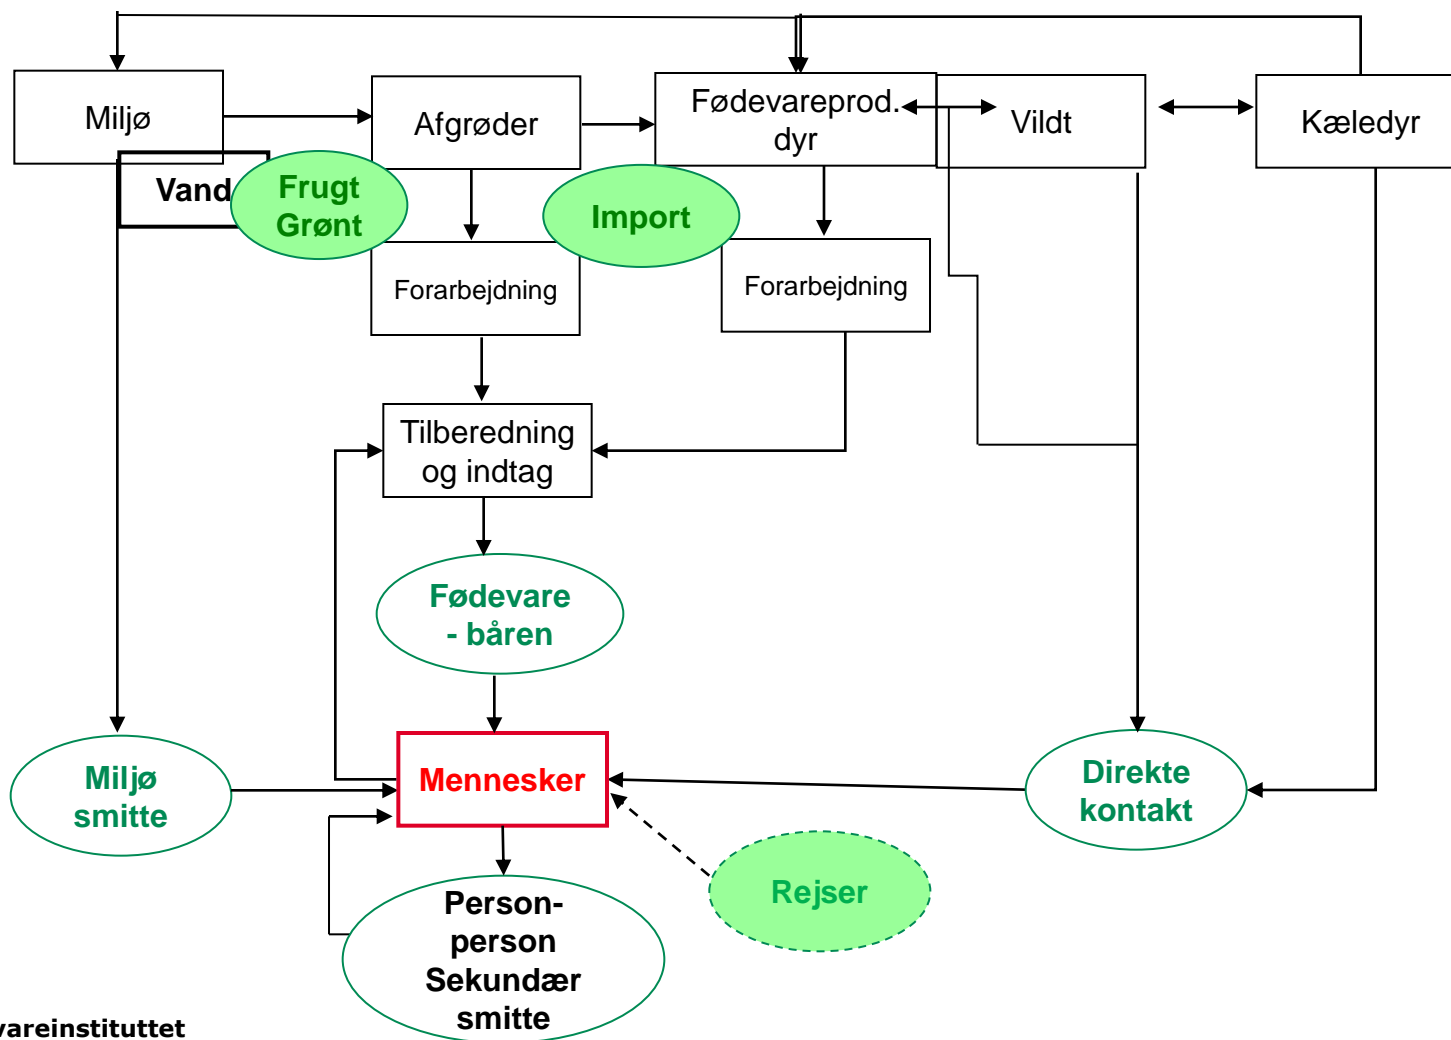 Miljø
Afgrøder
Fødevareprod.
dyr
Vildt
Kæledyr
Vand
Frugt
Grønt
Import
Forarbejdning
Forarbejdning
Tilberedning
og indtag
Fødevare
- båren
Miljø
smitte
Mennesker
Direkte
kontakt
Rejser
Person-
person
Sekundær
smitte
vareinstituttet